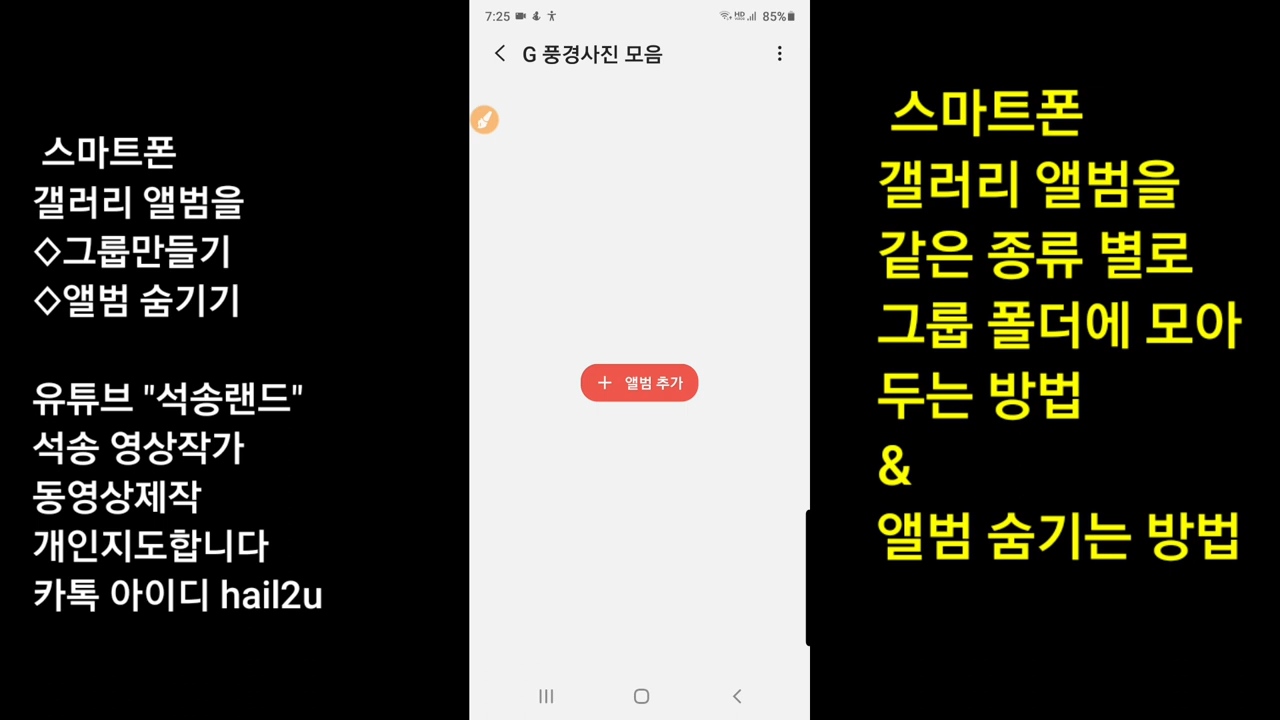 스마트폰
갤러리 앨범을
◇그룹만들기
◇앨범 숨기기
유튜브 "석송랜드"
석송 영상작가
동영상제작
개인지도합니다
카톡 아이디 hail2u
7:25 85%
G 풍경사진 모음
+ 앨범 추가
스마트폰
갤러리 앨범을
같은 종류 별로
그룹 폴더에 모아
두는 방법
&
앨범 숨기는 방법